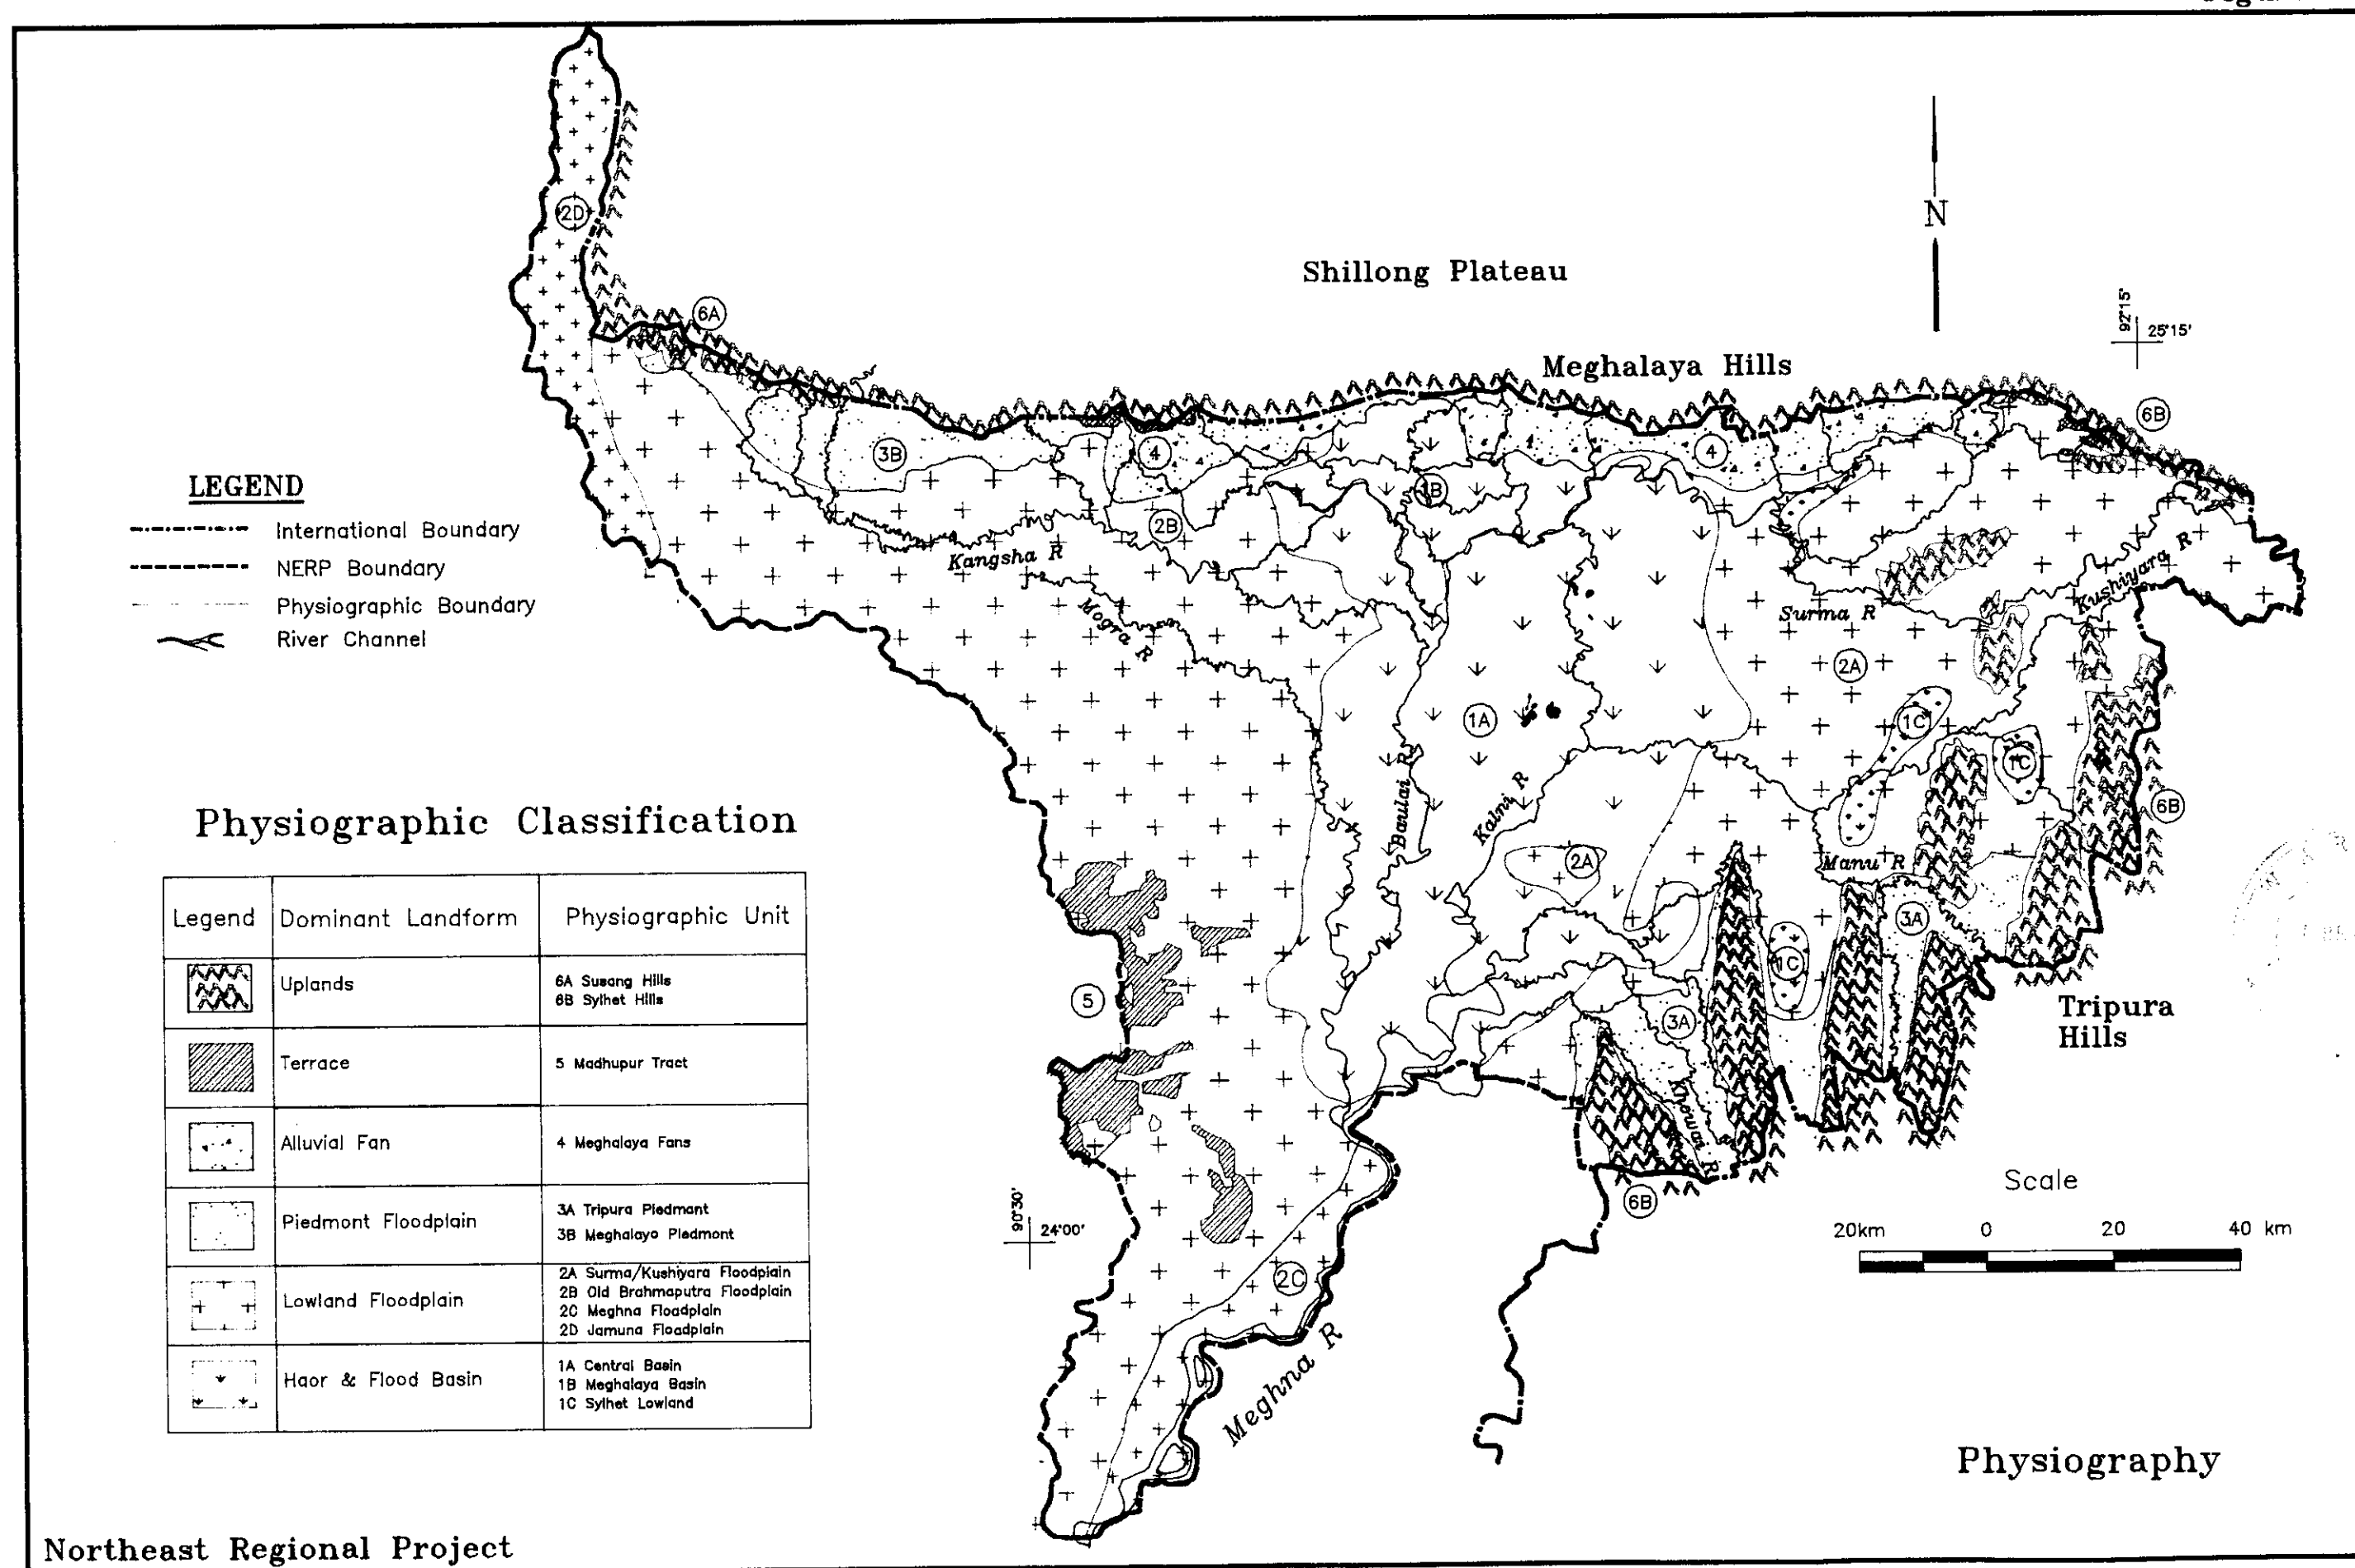 2D
6A
Shillong Plateau
N
92°15'
25°15'
Meghalaya Hills
6B
3B
4
4
1B
2B
Kangsha R
Mogra R
Surma R
Kushiyara R
2A
1A
1C
1C
Baulai R
Kalni R
2A
Manu R
6B
3A
1C
3A
5
Tripura
Hills
Khowai R
6B
90°30'
24°00'
2C
Meghna R
LEGEND
International Boundary
NERP Boundary
Physiographic Boundary
River Channel
Physiographic Classification
Legend Dominant Landform Physiographic Unit
Uplands
6A Susang Hills
6B Sylhet Hills
Terrace
5 Madhupur Tract
Alluvial Fan
4 Meghalaya Fans
Piedmont Floodplain
3A Tripura Piedmont
3B Meghalaya Piedmont
Lowland Floodplain
2A Surma/Kushiyara Floodplain
2B Old Brahmaputra Floodplain
2C Meghna Floodplain
2D Jamuna Floodplain
Haor & Flood Basin
1A Central Basin
1B Meghalaya Basin
1C Sylhet Lowland
Scale
20km 0 20 40 km
Physiography
Northeast Regional Project